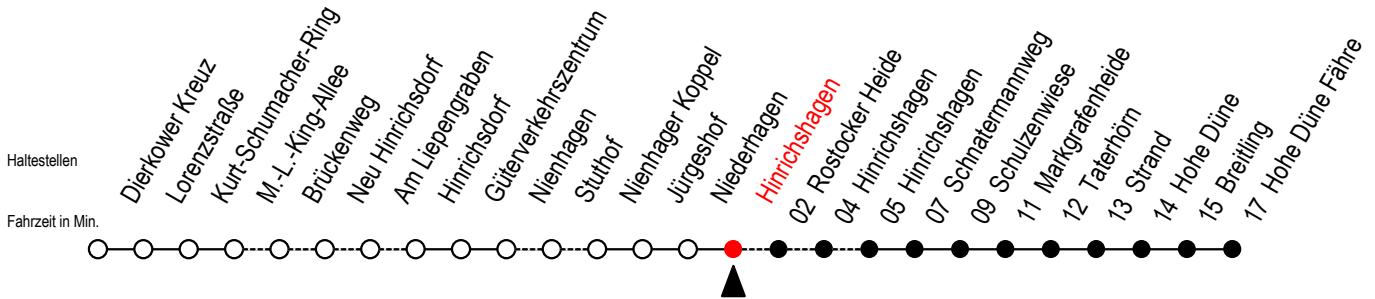 Haltestellen
Dierkower Kreuz
Lorenzstraße
Kurt-Schumacher-Ring
M.-L.-King-Allee
Brückenweg
Neu Hinrichsdorf
Am Liepengraben
Hinrichsdorf
Güterverkehrszentrum
Nienhagen
Stuthof
Nienhager Koppel
Jürgeshof
Niederhagen
Hinrichshagen
Fahrzeit in Min.
02 Rostocker Heide
04 Hinrichshagen
05 Hinrichshagen
07 Schnatermannweg
09 Schulzenwiese
11 Markgrafenheide
12 Taterhörn
13 Strand
14 Hohe Düne
15 Breitling
17 Hohe Düne Fähre